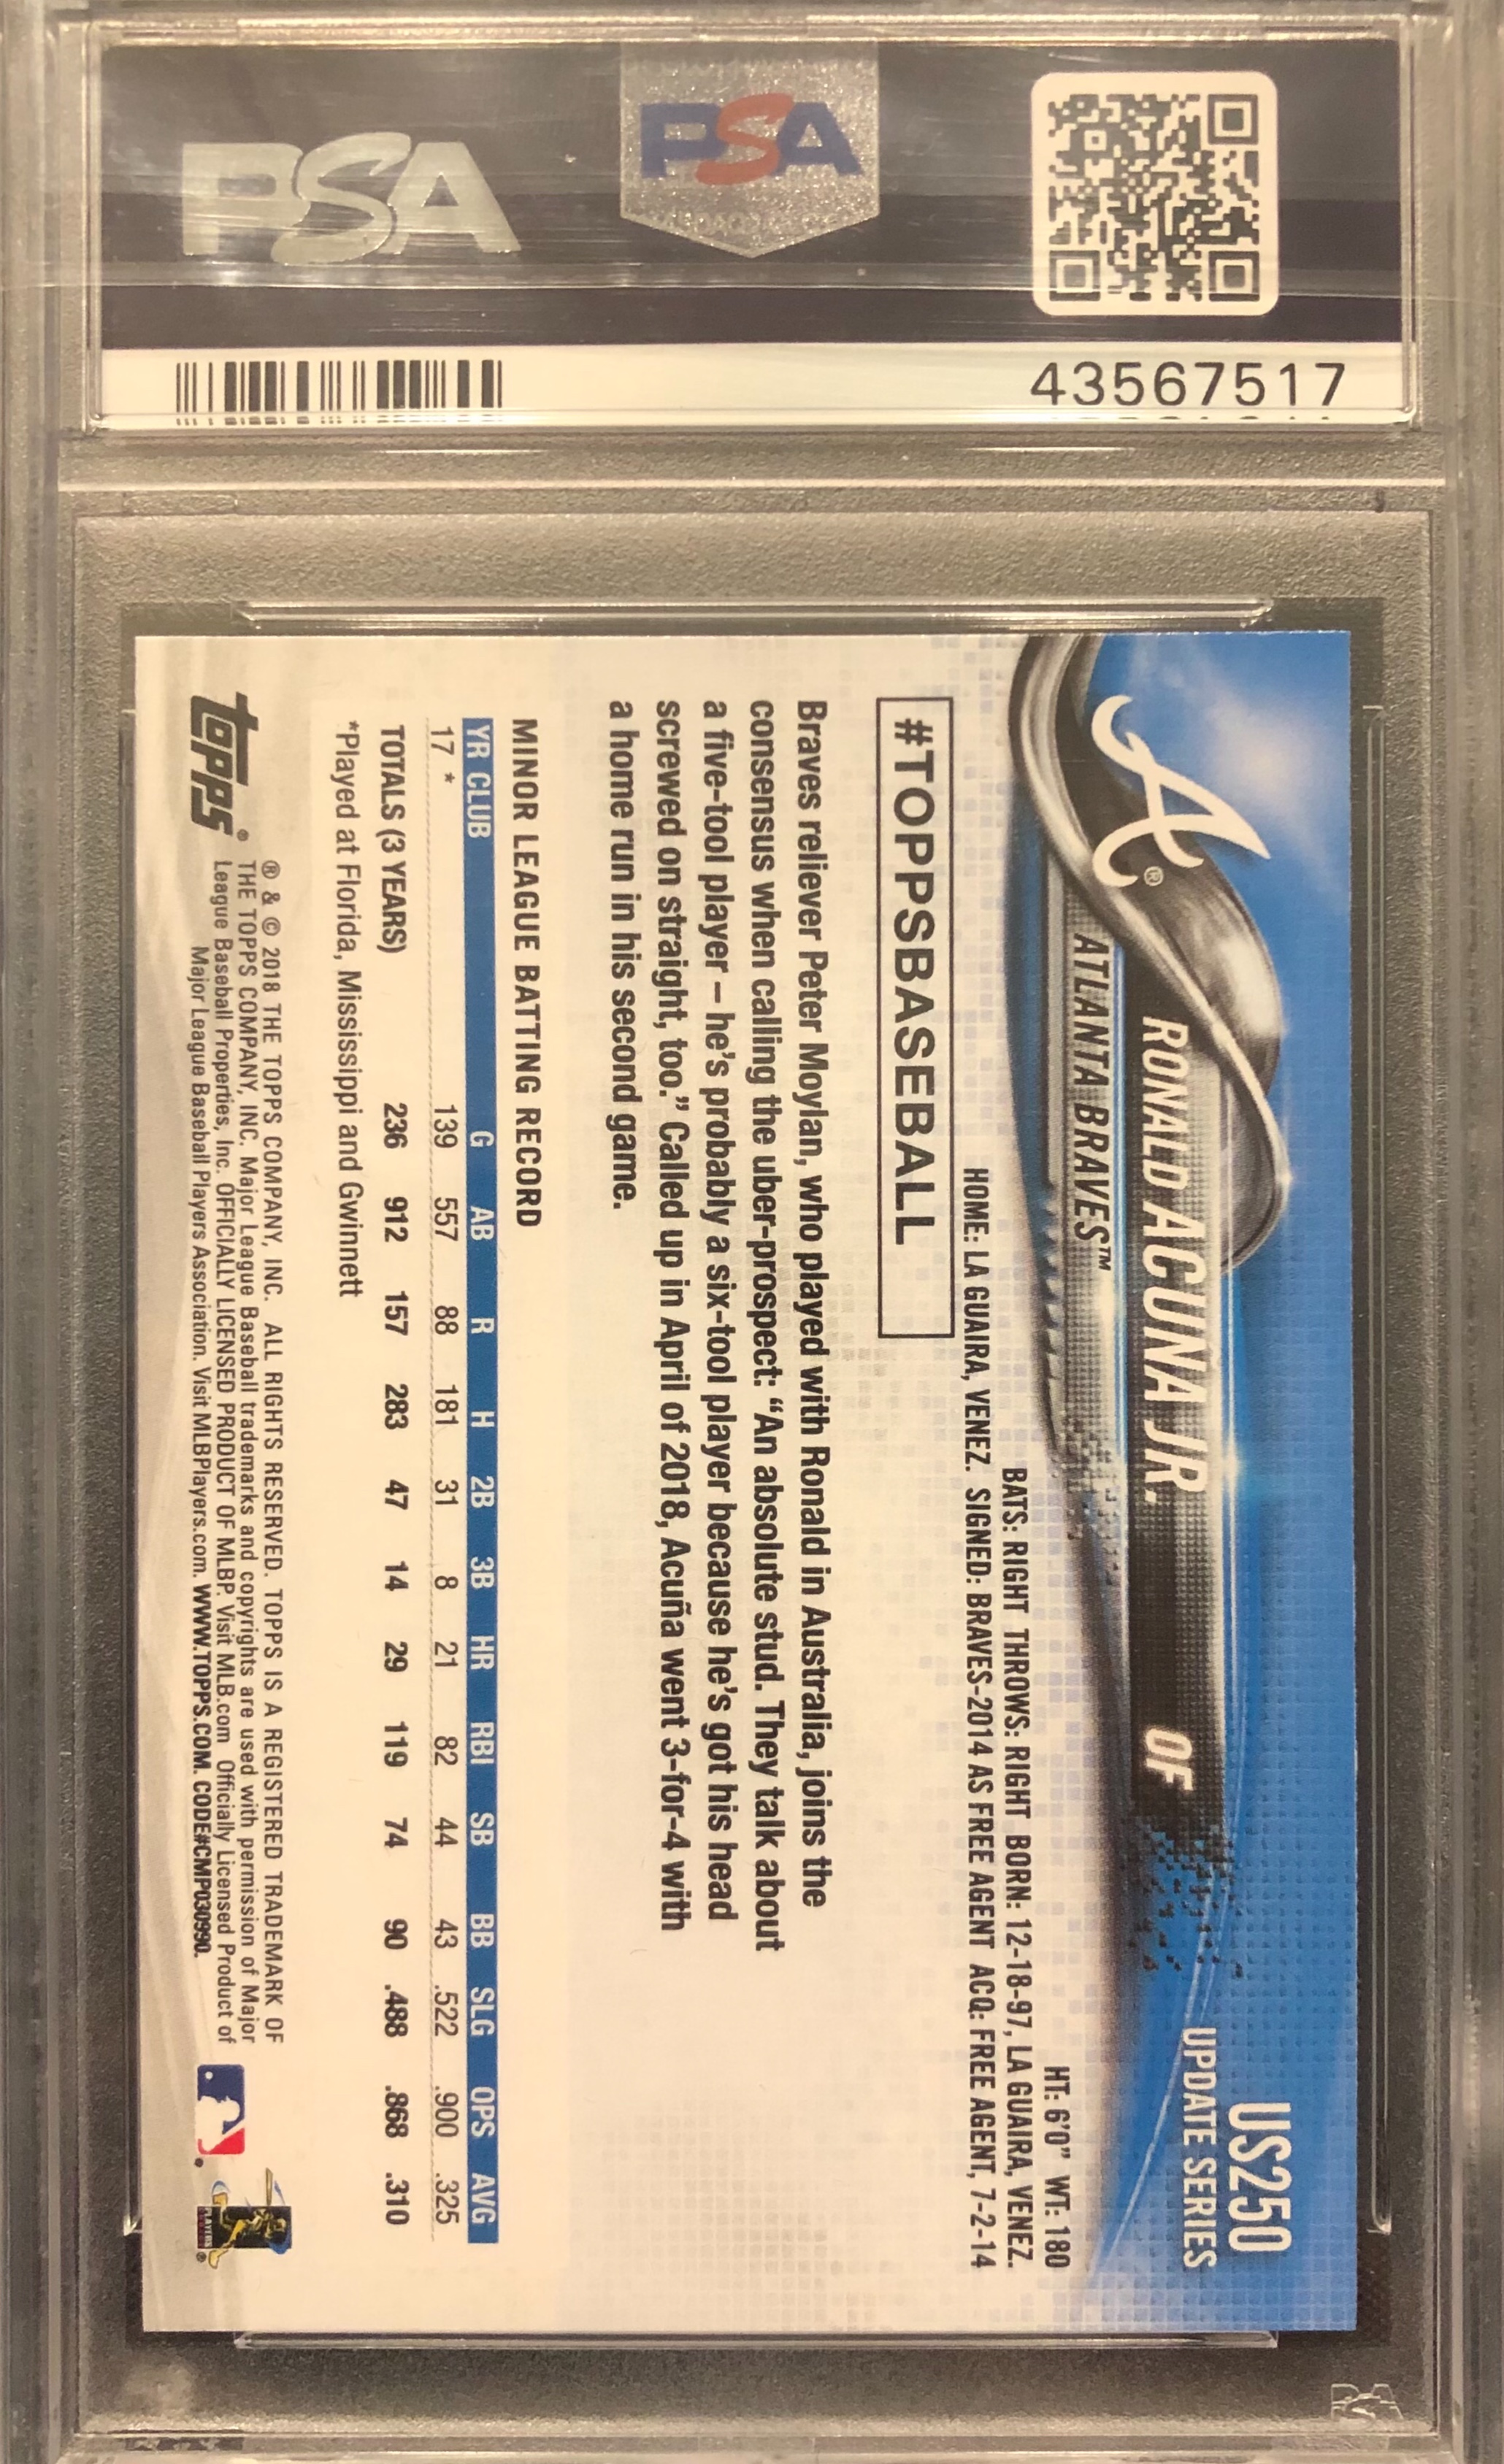 PSA
PSA
43567517
US250
UPDATE SERIES
A®
RONALD ACUNA JR.
OF
ATLANTA BRAVES™
HT: 6'0" WT: 180
BATS: RIGHT THROWS: RIGHT BORN: 12-18-97, LA GUAIRA, VENEZ.
HOME: LA GUAIRA, VENEZ. SIGNED: BRAVES-2014 AS FREE AGENT ACQ: FREE AGENT, 7-2-14
#TOPPSBASEBALL
Braves reliever Peter Moylan, who played with Ronald in Australia, joins the
consensus when calling the uber-prospect: “An absolute stud. They talk about
a five-tool player – he's probably a six-tool player because he's got his head
screwed on straight, too.” Called up in April of 2018, Acuña went 3-for-4 with
a home run in his second game.
MINOR LEAGUE BATTING RECORD
YR CLUB G AB R H 2B 3B HR RBI SB BB SLG OPS AVG
17 * 139 557 88 181 31 8 21 82 44 43 .522 .900 .325
TOTALS (3 YEARS) 236 912 157 283 47 14 29 119 74 90 .488 .868 .310
*Played at Florida, Mississippi and Gwinnett
topps®
® & © 2018 THE TOPPS COMPANY, INC. ALL RIGHTS RESERVED. TOPPS IS A REGISTERED TRADEMARK OF
THE TOPPS COMPANY, INC. Major League Baseball trademarks and copyrights are used with permission of Major
League Baseball Properties, Inc. OFFICIALLY LICENSED PRODUCT OF MLBP. Visit MLB.com Officially Licensed Product of
Major League Baseball Players Association. Visit MLBPlayers.com. WWW.TOPPS.COM. CODE#CMP030990.
PSA